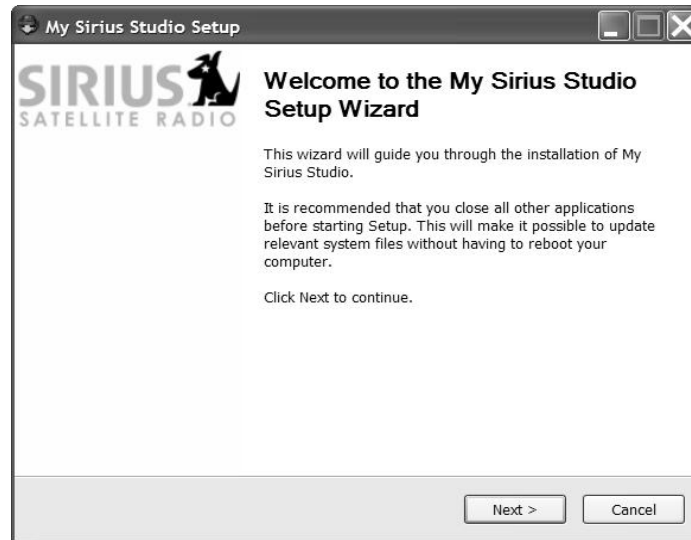 My Sirius Studio Setup
SIRIUS
SATELLITE RADIO
Welcome to the My Sirius Studio
Setup Wizard
This wizard will guide you through the installation of My
Sirius Studio.
It is recommended that you close all other applications
before starting Setup. This will make it possible to update
relevant system files without having to reboot your
computer.
Click Next to continue.
Next >
Cancel